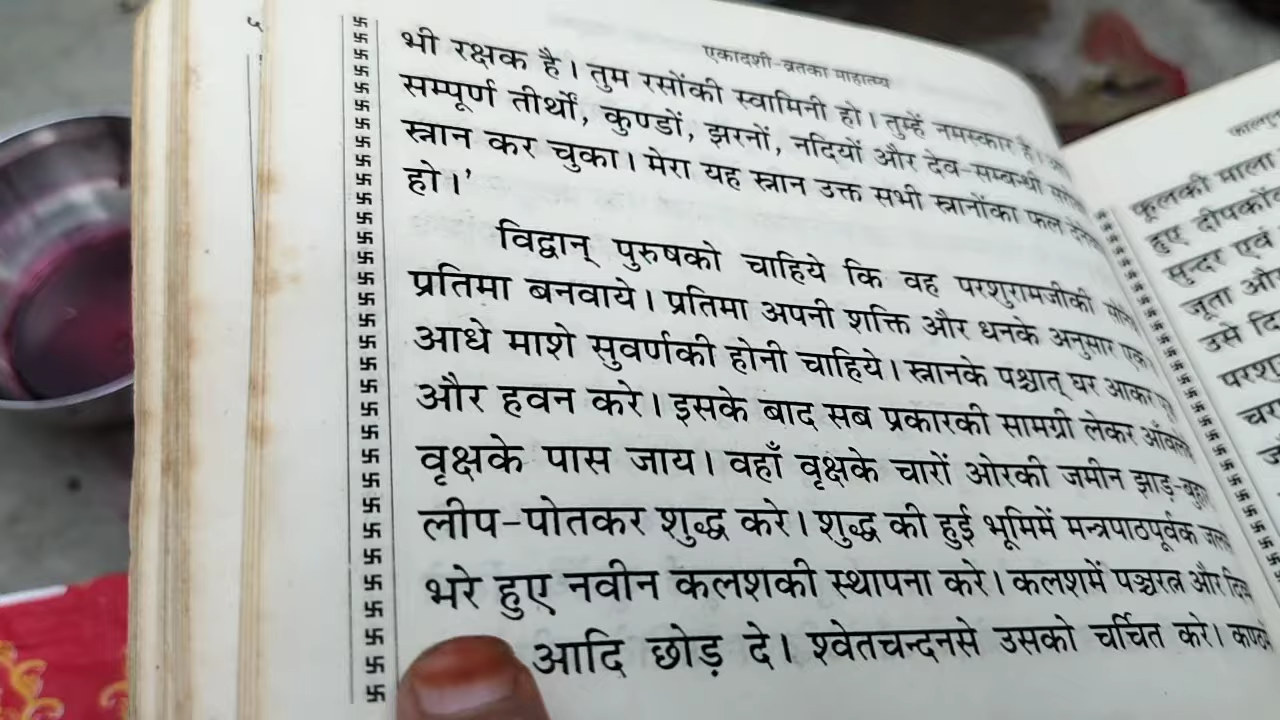 ५
एकादशी-व्रतका माहात्म्य
भी रक्षक है। तुम रसोंकी स्वामिनी हो। तुम्हें नमस्कार है।
सम्पूर्ण तीर्थों, कुण्डों, झरनों, नदियों और देव-सम्बन्धी
स्नान कर चुका। मेरा यह स्नान उक्त सभी स्नानोंका फल
हो।'
विद्वान् पुरुषको चाहिये कि वह परशुरामजीकी
प्रतिमा बनवाये। प्रतिमा अपनी शक्ति और धनके अनुसार
आधे माशे सुवर्णकी होनी चाहिये। स्नानके पश्चात् घर आकर
और हवन करे। इसके बाद सब प्रकारकी सामग्री लेकर
वृक्षके पास जाय। वहाँ वृक्षके चारों ओरकी जमीन
लीप-पोतकर शुद्ध करे। शुद्ध की हुई भूमिमें मन्त्रपाठपूर्वक
भरे हुए नवीन कलशकी स्थापना करे। कलशमें पञ्चरत्न और
आदि छोड़ दे। श्वेतचन्दनसे उसको चर्चित करे।
फूलकी माला
हुए
सुन्दर एवं
जूता
उसे